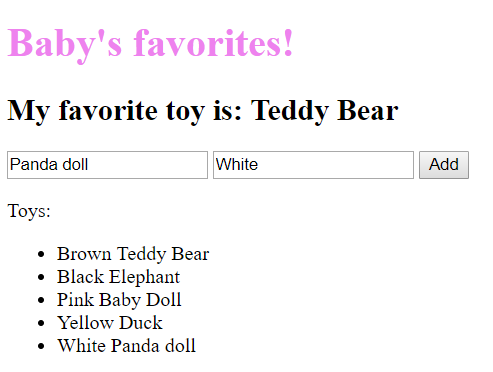 Baby's favorites!
My favorite toy is: Teddy Bear
Panda doll White Add
Toys:
Brown Teddy Bear
Black Elephant
Pink Baby Doll
Yellow Duck
White Panda doll